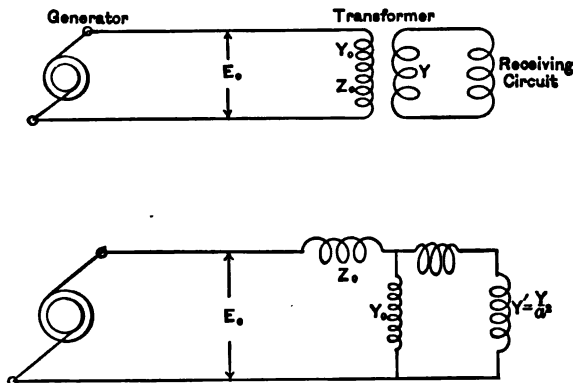 Generator
Transformer
E₀
Y₀
Z₀
Y
Receiving
Circuit
E₀
Z₀
Y₀
Y'=Y/a²